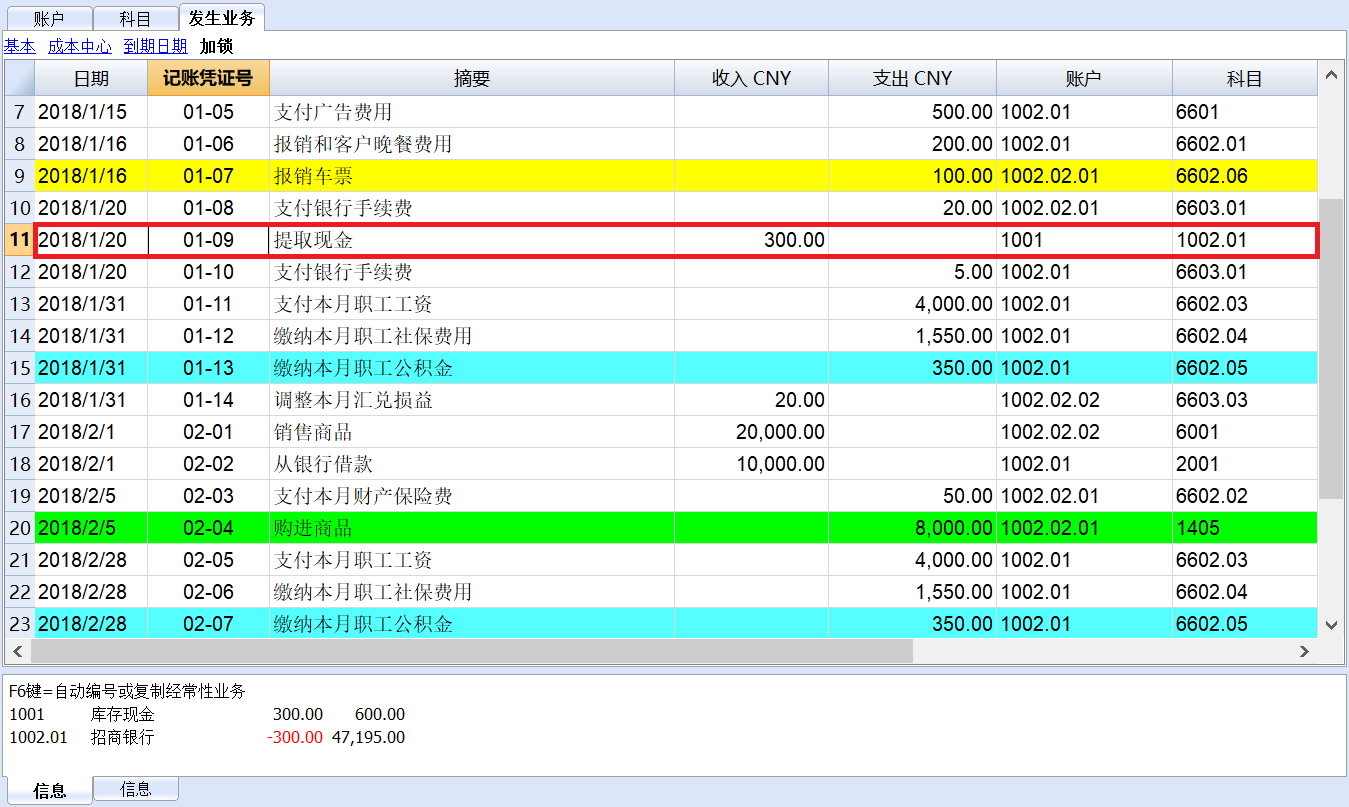 账户 科目 发生业务
基本 成本中心 到期日期 加锁
日期 记账凭证号 摘要 收入 CNY 支出 CNY 账户 科目
7 2018/1/15 01-05 支付广告费用 500.00 1002.01 6601
8 2018/1/16 01-06 报销和客户晚餐费用 200.00 1002.01 6602.01
9 2018/1/16 01-07 报销车票 100.00 1002.02.01 6602.06
10 2018/1/20 01-08 支付银行手续费 20.00 1002.02.01 6603.01
11 2018/1/20 01-09 提取现金 300.00 1001 1002.01
12 2018/1/20 01-10 支付银行手续费 5.00 1002.01 6603.01
13 2018/1/31 01-11 支付本月职工工资 4,000.00 1002.01 6602.03
14 2018/1/31 01-12 缴纳本月职工社保费用 1,550.00 1002.01 6602.04
15 2018/1/31 01-13 缴纳本月职工公积金 350.00 1002.01 6602.05
16 2018/1/31 01-14 调整本月汇兑损益 20.00 1002.02.02 6603.03
17 2018/2/1 02-01 销售商品 20,000.00 1002.02.02 6001
18 2018/2/1 02-02 从银行借款 10,000.00 1002.01 2001
19 2018/2/5 02-03 支付本月财产保险费 50.00 1002.02.01 6602.02
20 2018/2/5 02-04 购进商品 8,000.00 1002.02.01 1405
21 2018/2/28 02-05 支付本月职工工资 4,000.00 1002.01 6602.03
22 2018/2/28 02-06 缴纳本月职工社保费用 1,550.00 1002.01 6602.04
23 2018/2/28 02-07 缴纳本月职工公积金 350.00 1002.01 6602.05
F6键=自动编号或复制经常性业务
1001 库存现金 300.00 600.00
1002.01 招商银行 -300.00 47,195.00
信息 信息